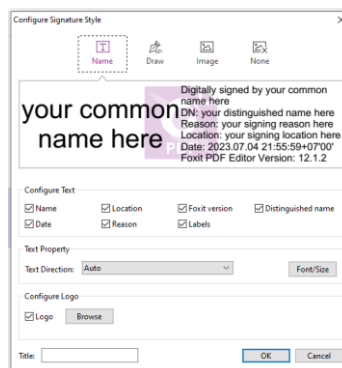 Configure Signature Style
Name Draw Image None
your common
name here
Digitally signed by your common
name here
DN: your distinguished name here
Reason: your signing reason here
Location: your signing location here
Date: 2023.07.04 21:55:59+07'00'
Foxit PDF Editor Version: 12.1.2
Configure Text
Name Location Foxit version Distinguished name
Date Reason Labels
Text Property
Text Direction: Auto Font/Size
Configure Logo
Logo Browse
Title: OK Cancel